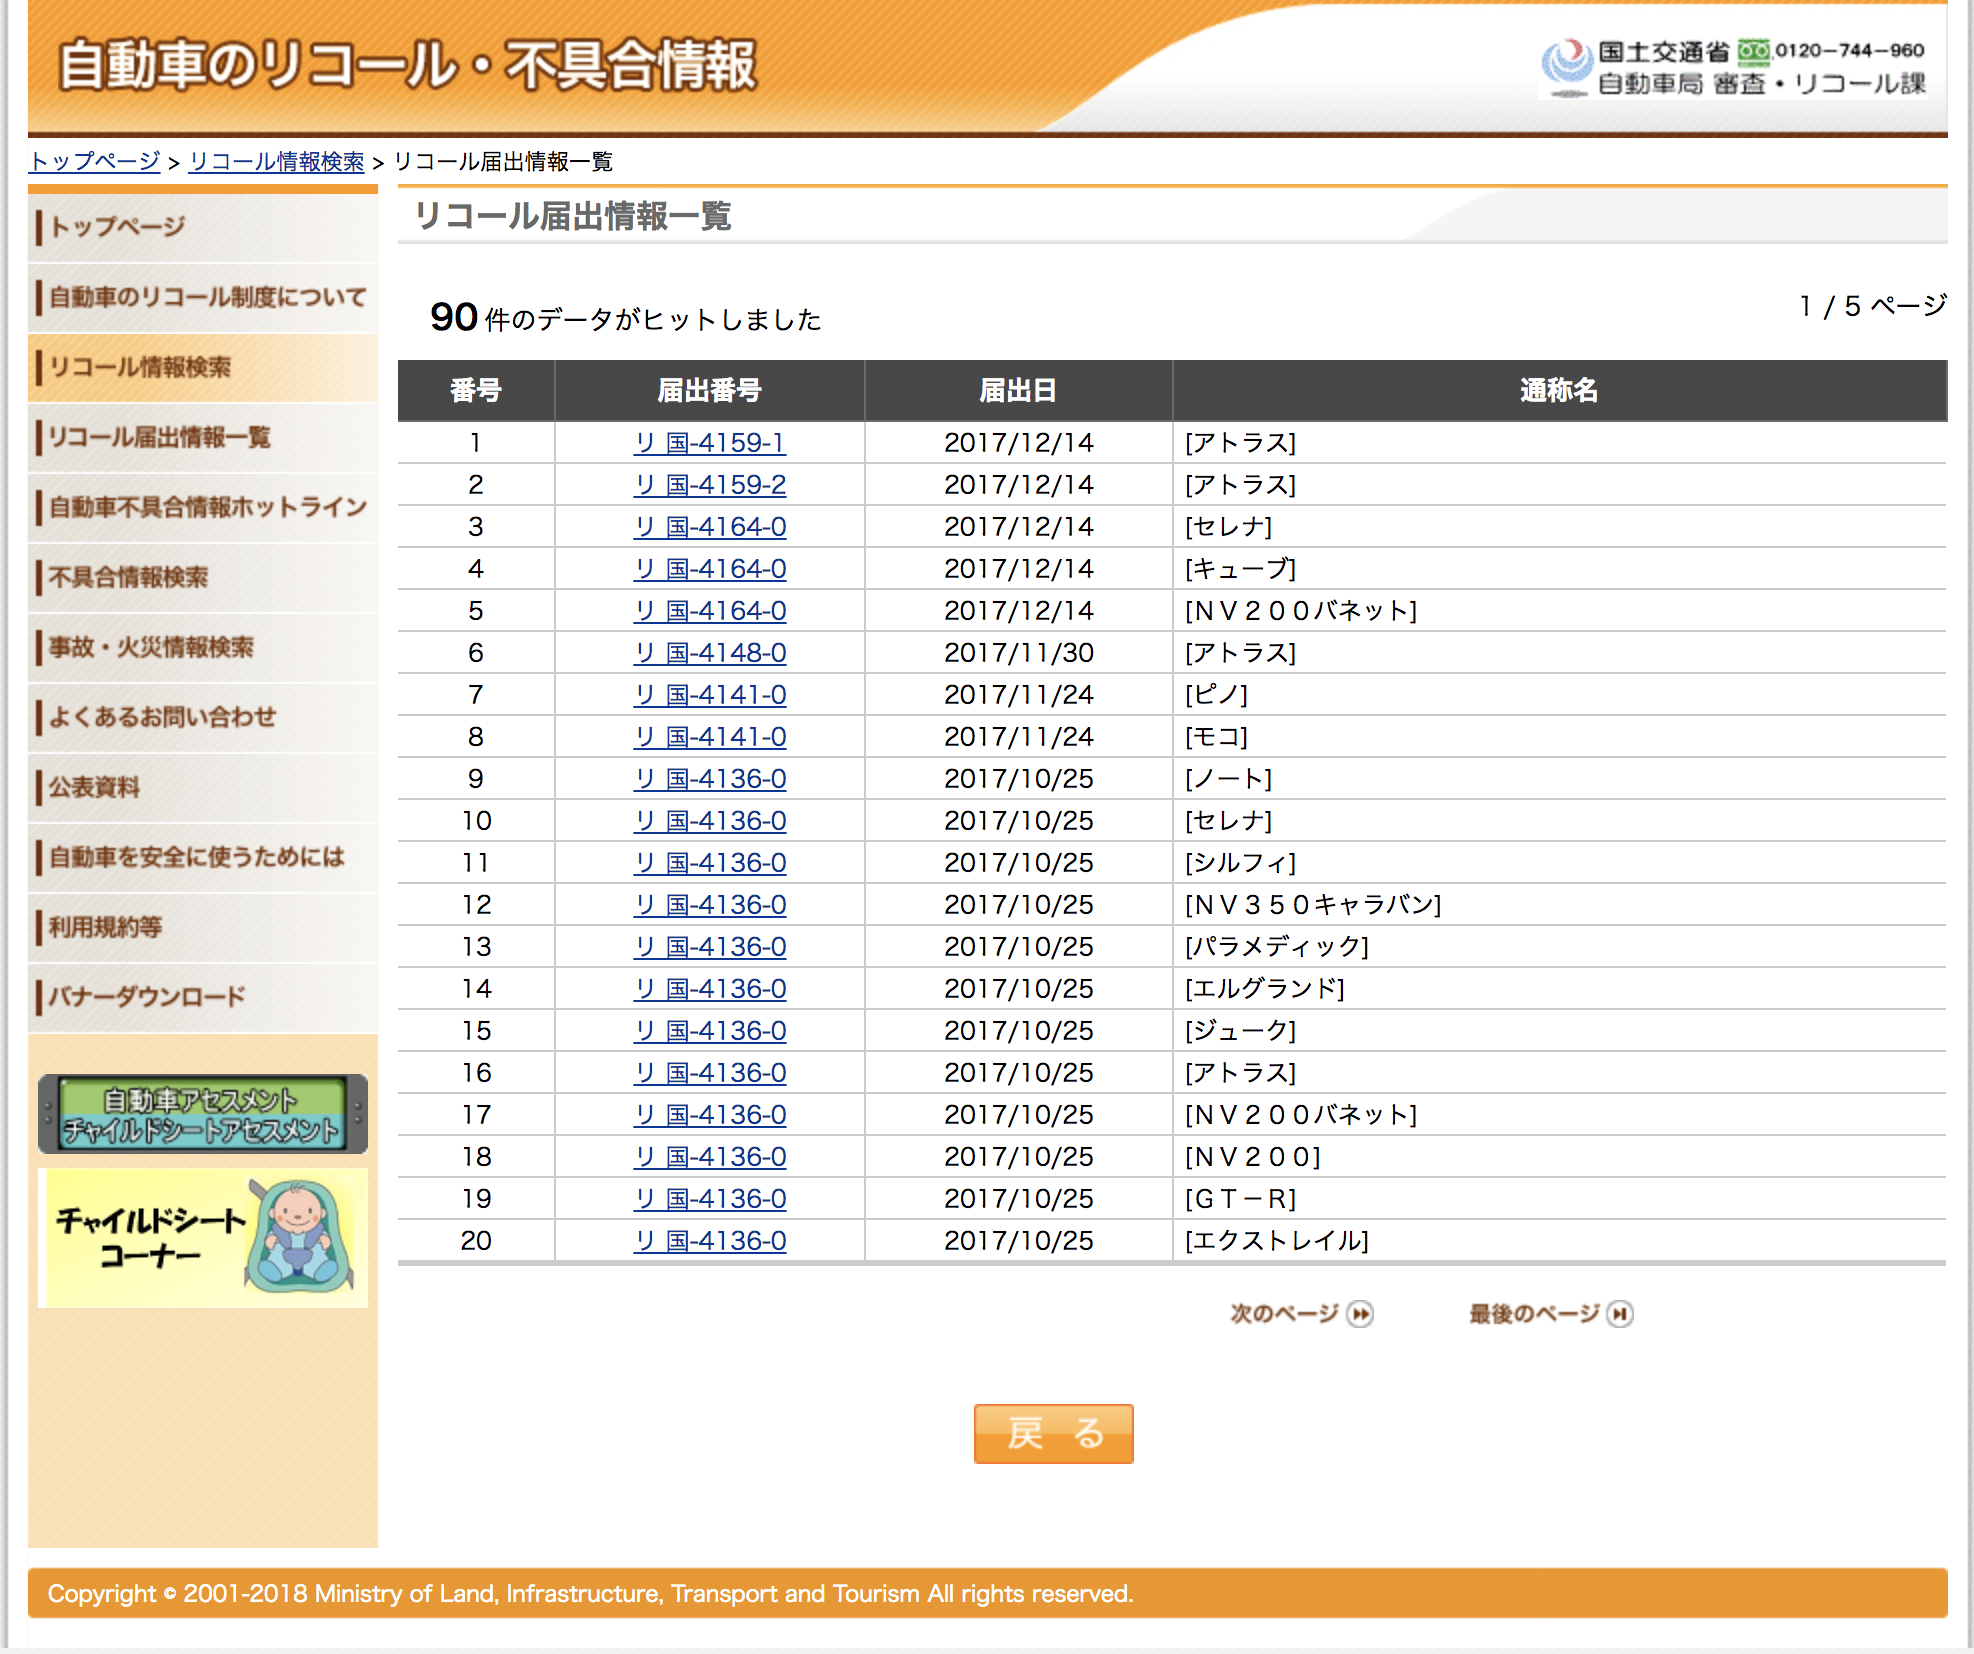 自動車のリコール・不具合情報
国土交通省 0120-744-960
自動車局 審査・リコール課
トップページ > リコール情報検索 > リコール届出情報一覧
トップページ
自動車のリコール制度について
リコール情報検索
リコール届出情報一覧
自動車不具合情報ホットライン
不具合情報検索
事故・火災情報検索
よくあるお問い合わせ
公表資料
自動車を安全に使うためには
利用規約等
バナーダウンロード
自動車アセスメント
チャイルドシートアセスメント
チャイルドシート
コーナー
リコール届出情報一覧
90 件のデータがヒットしました
1 / 5 ページ
番号 届出番号 届出日 通称名
1 リ 国-4159-1 2017/12/14 [アトラス]
2 リ 国-4159-2 2017/12/14 [アトラス]
3 リ 国-4164-0 2017/12/14 [セレナ]
4 リ 国-4164-0 2017/12/14 [キューブ]
5 リ 国-4164-0 2017/12/14 [ＮＶ２００バネット]
6 リ 国-4148-0 2017/11/30 [アトラス]
7 リ 国-4141-0 2017/11/24 [ピノ]
8 リ 国-4141-0 2017/11/24 [モコ]
9 リ 国-4136-0 2017/10/25 [ノート]
10 リ 国-4136-0 2017/10/25 [セレナ]
11 リ 国-4136-0 2017/10/25 [シルフィ]
12 リ 国-4136-0 2017/10/25 [ＮＶ３５０キャラバン]
13 リ 国-4136-0 2017/10/25 [パラメディック]
14 リ 国-4136-0 2017/10/25 [エルグランド]
15 リ 国-4136-0 2017/10/25 [ジューク]
16 リ 国-4136-0 2017/10/25 [アトラス]
17 リ 国-4136-0 2017/10/25 [ＮＶ２００バネット]
18 リ 国-4136-0 2017/10/25 [ＮＶ２００]
19 リ 国-4136-0 2017/10/25 [ＧＴ－Ｒ]
20 リ 国-4136-0 2017/10/25 [エクストレイル]
次のページ 最後のページ
戻 る
Copyright © 2001-2018 Ministry of Land, Infrastructure, Transport and Tourism All rights reserved.